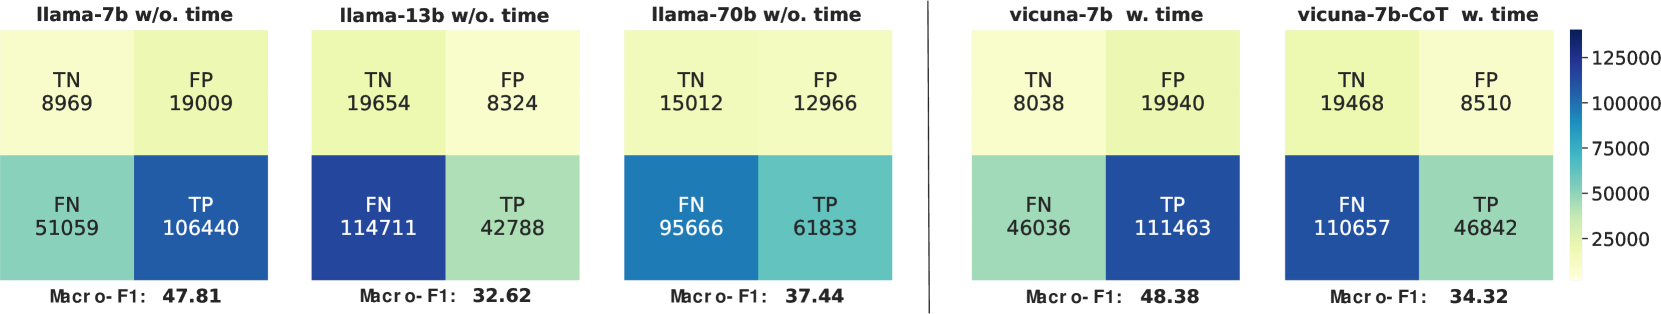 llama-7b w/o. time
TN FP
8969 19009
FN TP
51059 106440
Macro-F1: 47.81
llama-13b w/o. time
TN FP
19654 8324
FN TP
114711 42788
Macro-F1: 32.62
llama-70b w/o. time
TN FP
15012 12966
FN TP
95666 61833
Macro-F1: 37.44
vicuna-7b w. time
TN FP
8038 19940
FN TP
46036 111463
Macro-F1: 48.38
vicuna-7b-CoT w. time
TN FP
19468 8510
FN TP
110657 46842
Macro-F1: 34.32
125000
100000
75000
50000
25000